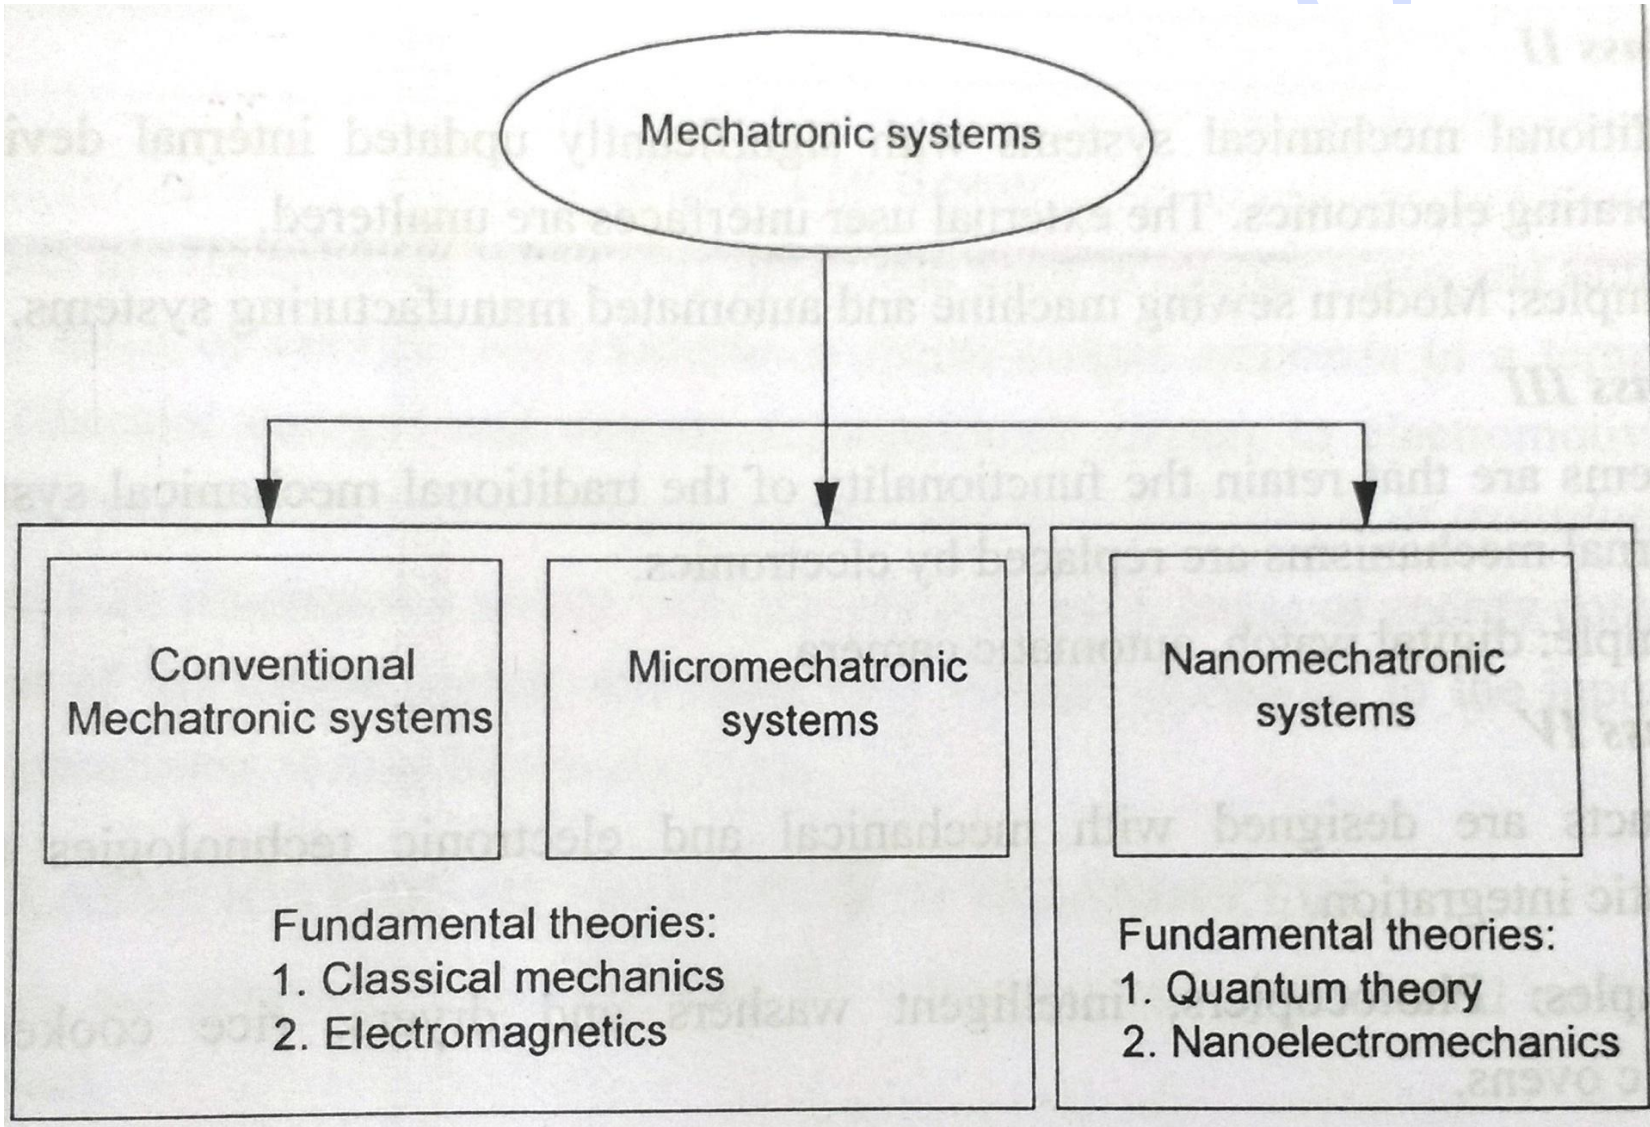 Mechatronic systems
Conventional
Mechatronic systems
Micromechatronic
systems
Nanomechatronic
systems
Fundamental theories:
1. Classical mechanics
2. Electromagnetics
Fundamental theories:
1. Quantum theory
2. Nanoelectromechanics